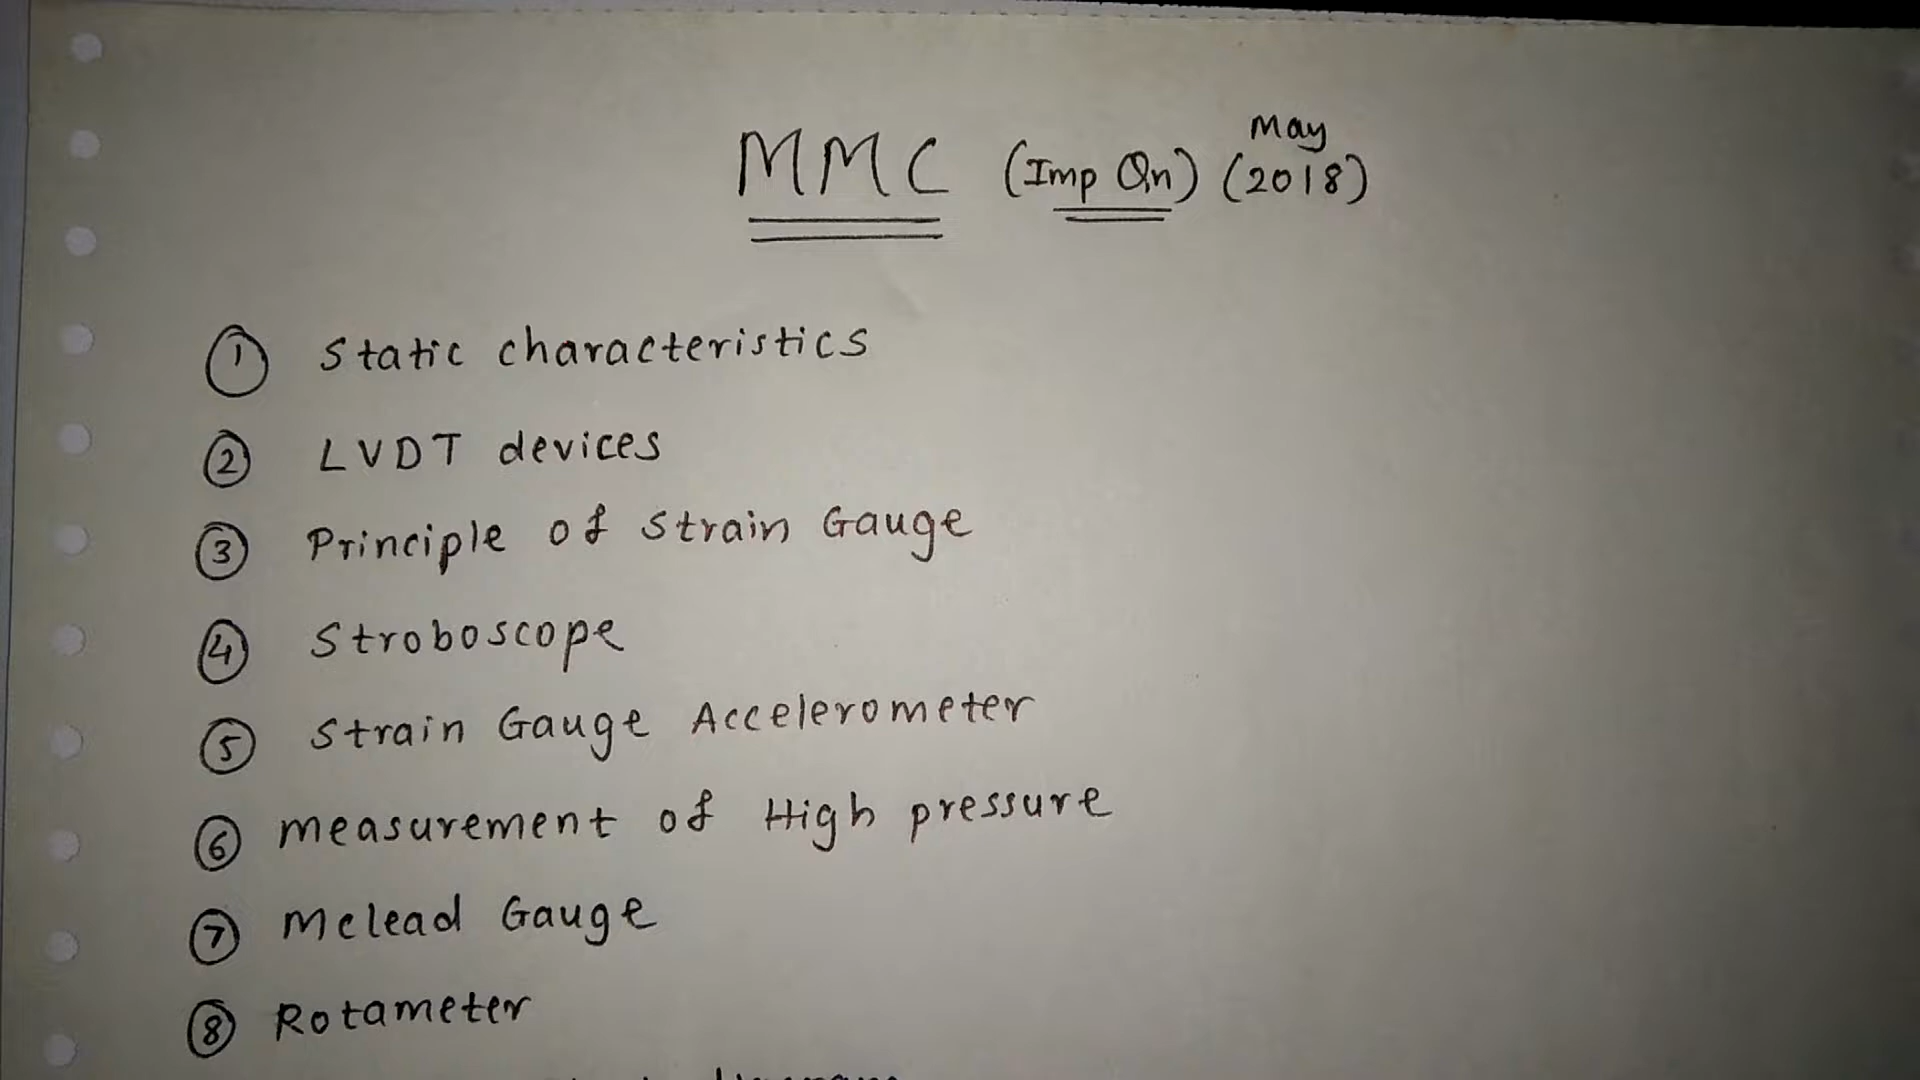 May
MMC (Imp Qn) (2018)
1 Static characteristics
2 LVDT devices
3 Principle of Strain Gauge
4 Stroboscope
5 Strain Gauge Accelerometer
6 Measurement of High pressure
7 Mclead Gauge
8 Rotameter